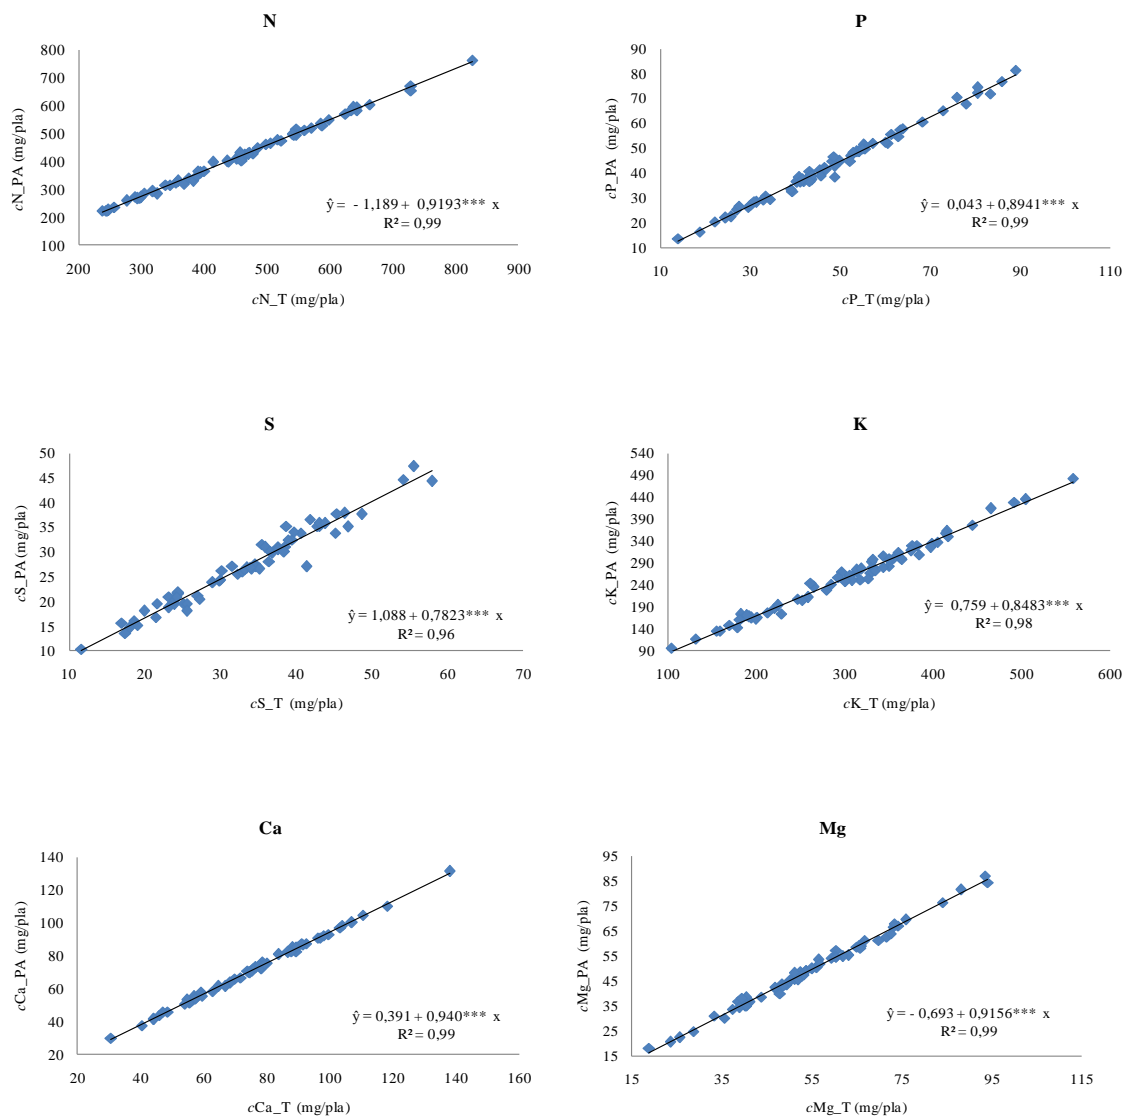 N
800
700
600
500
400
300
200
100
cN_PA (mg/pla)
ŷ = - 1,189 + 0,9193*** x
R² = 0,99
200 300 400 500 600 700 800 900
cN_T (mg/pla)
P
90
80
70
60
50
40
30
20
10
cP_PA (mg/pla)
ŷ = 0,043 + 0,8941*** x
R² = 0,99
10 30 50 70 90 110
cP_T (mg/pla)
S
50
45
40
35
30
25
20
15
10
cS_PA (mg/pla)
ŷ = 1,088 + 0,7823*** x
R² = 0,96
10 20 30 40 50 60 70
cS_T (mg/pla)
K
540
490
440
390
340
290
240
190
140
90
cK_PA (mg/pla)
ŷ = 0,759 + 0,8483*** x
R² = 0,98
100 200 300 400 500 600
cK_T (mg/pla)
Ca
140
120
100
80
60
40
20
cCa_PA (mg/pla)
ŷ = 0,391 + 0,940*** x
R² = 0,99
20 40 60 80 100 120 140 160
cCa_T (mg/pla)
Mg
95
85
75
65
55
45
35
25
15
cMg_PA (mg/pla)
ŷ = - 0,693 + 0,9156*** x
R² = 0,99
15 35 55 75 95 115
cMg_T (mg/pla)